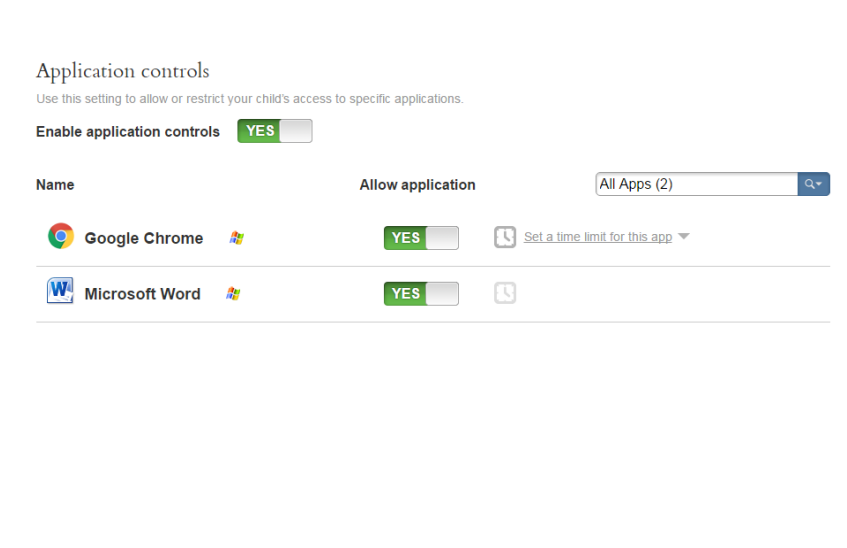 Application controls
Use this setting to allow or restrict your child's access to specific applications.
Enable application controls YES
Name Allow application All Apps (2)
Google Chrome YES Set a time limit for this app
W Microsoft Word YES